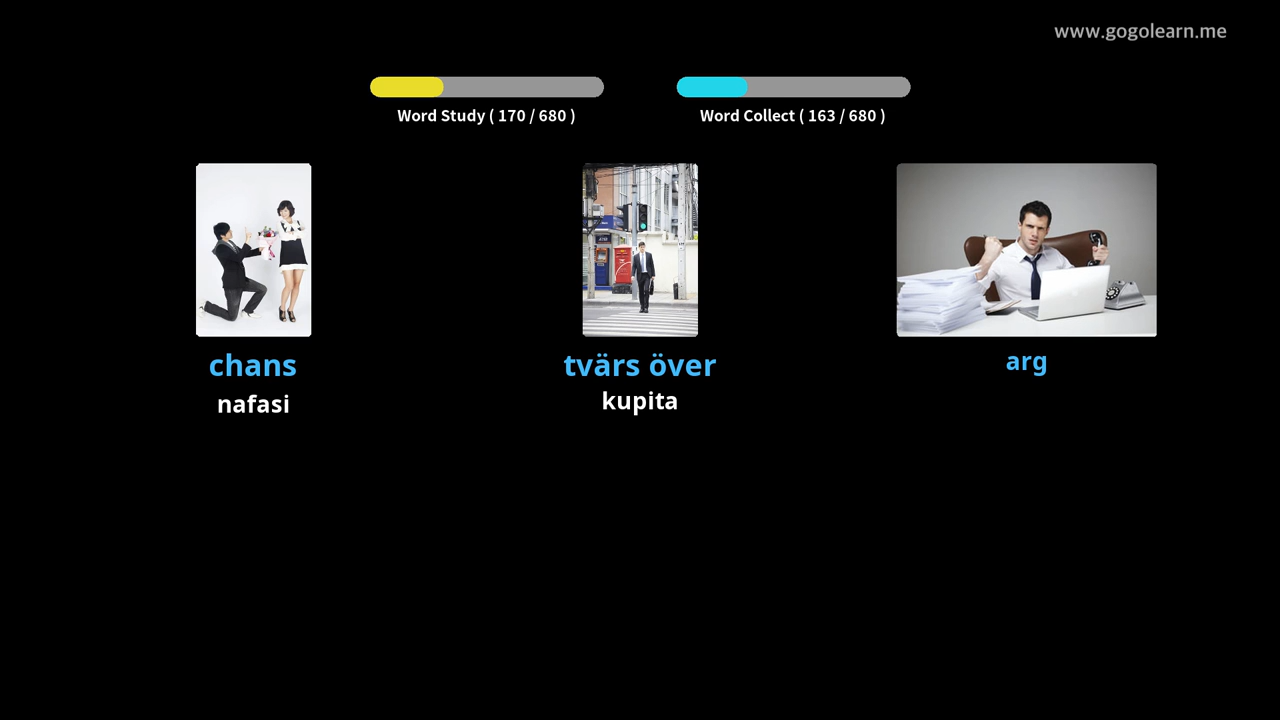 www.gogolearn.me
Word Study ( 170 / 680 )
Word Collect ( 163 / 680 )
chans
nafasi
tvärs över
kupita
arg